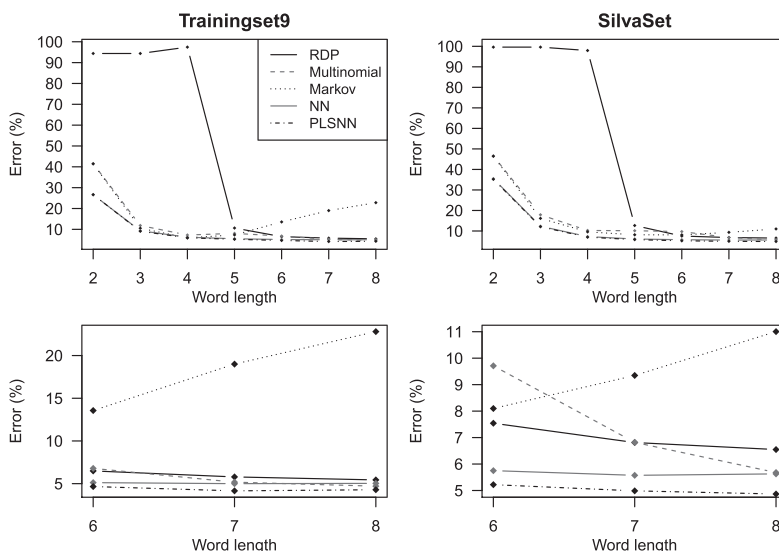 Trainingset9
Error (%)
100
90
80
70
60
50
40
30
20
10
2 3 4 5 6 7 8
Word length
RDP
Multinomial
Markov
NN
PLSNN
SilvaSet
Error (%)
100
90
80
70
60
50
40
30
20
10
2 3 4 5 6 7 8
Word length
Error (%)
20
15
10
5
6 7 8
Word length
Error (%)
11
10
9
8
7
6
5
6 7 8
Word length